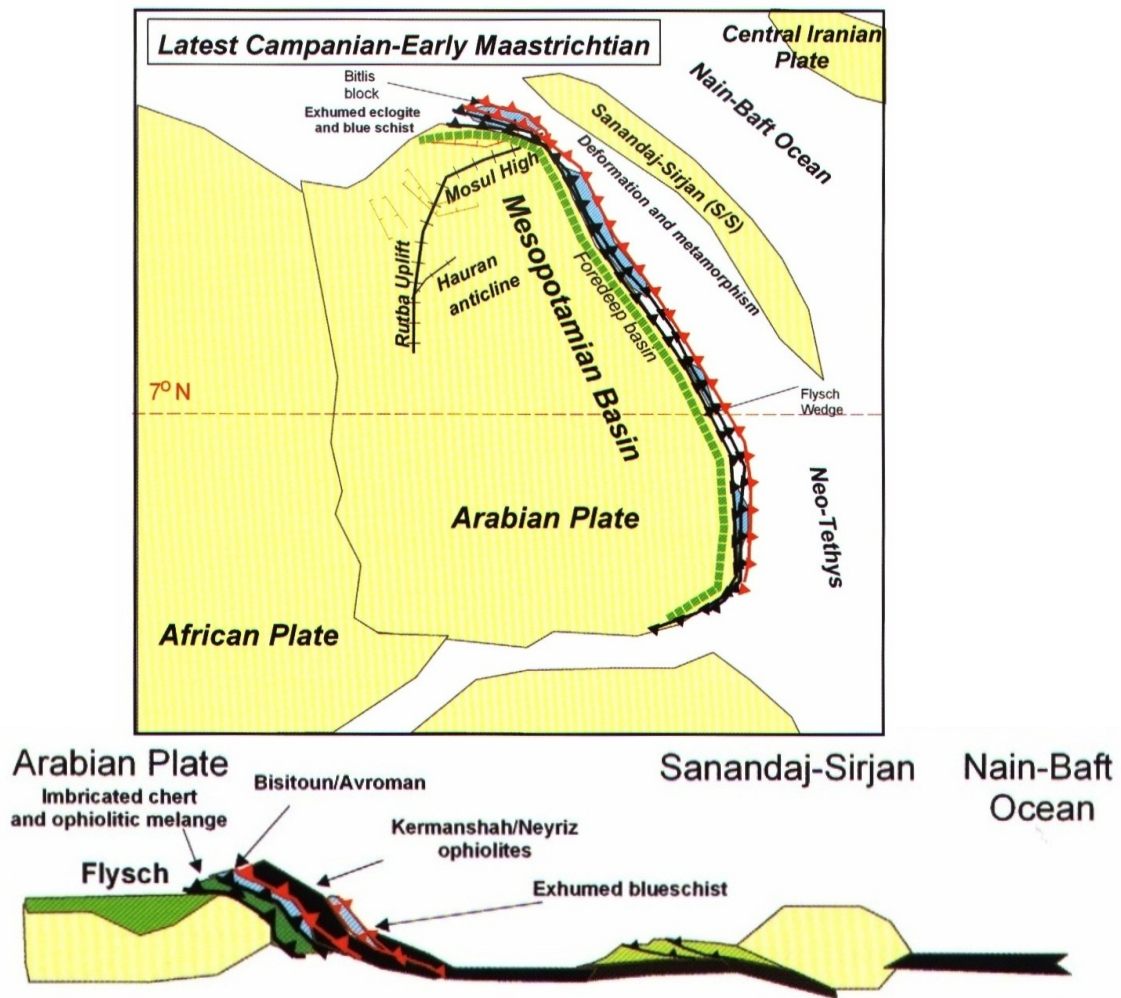 Latest Campanian-Early Maastrichtian
Central Iranian
Plate
Nain-Baft Ocean
Bitlis
block
Exhumed eclogite
and blue schist
Sanandaj-Sirjan (S/S)
Deformation and metamorphism
Mosul High
Mesopotamian Basin
Foredeep basin
Rutba Uplift
Hauran
anticline
7° N
Flysch
Wedge
Neo-Tethys
Arabian Plate
African Plate
Arabian Plate
Sanandaj-Sirjan
Nain-Baft
Ocean
Imbricated chert
and ophiolitic melange
Bisitoun/Avroman
Kermanshah/Neyriz
ophiolites
Flysch
Exhumed blueschist